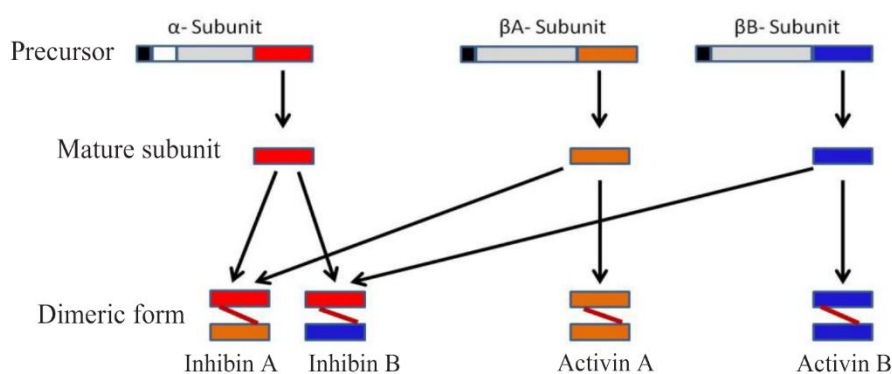 α- Subunit
βA- Subunit
βB- Subunit
Precursor
Mature subunit
Dimeric form
Inhibin A
Inhibin B
Activin A
Activin B